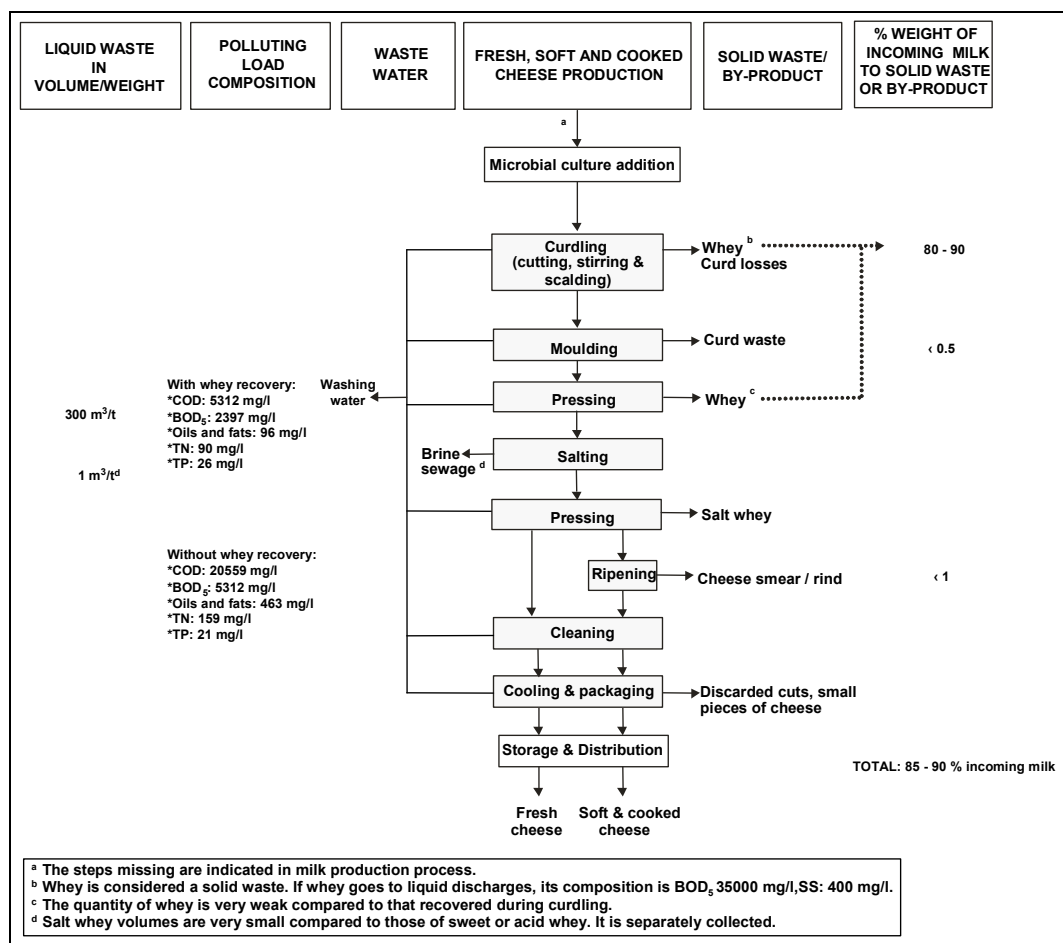 LIQUID WASTE
IN
VOLUME/WEIGHT
POLLUTING
LOAD
COMPOSITION
WASTE
WATER
FRESH, SOFT AND COOKED
CHEESE PRODUCTION
SOLID WASTE/
BY-PRODUCT
% WEIGHT OF
INCOMING MILK
TO SOLID WASTE
OR BY-PRODUCT
a
Microbial culture addition
Curdling
(cutting, stirring &
scalding)
Whey b
Curd losses
80 - 90
Moulding
Curd waste
‹ 0.5
300 m3/t
1 m3/td
With whey recovery:
*COD: 5312 mg/l
*BOD5: 2397 mg/l
*Oils and fats: 96 mg/l
*TN: 90 mg/l
*TP: 26 mg/l
Washing
water
Pressing
Whey c
Brine
sewage d
Salting
Pressing
Salt whey
Without whey recovery:
*COD: 20559 mg/l
*BOD5: 5312 mg/l
*Oils and fats: 463 mg/l
*TN: 159 mg/l
*TP: 21 mg/l
Ripening
Cheese smear / rind
‹ 1
Cleaning
Cooling & packaging
Discarded cuts, small
pieces of cheese
Storage & Distribution
TOTAL: 85 - 90 % incoming milk
Fresh
cheese
Soft & cooked
cheese
a The steps missing are indicated in milk production process.
b Whey is considered a solid waste. If whey goes to liquid discharges, its composition is BOD5 35000 mg/l,SS: 400 mg/l.
c The quantity of whey is very weak compared to that recovered during curdling.
d Salt whey volumes are very small compared to those of sweet or acid whey. It is separately collected.